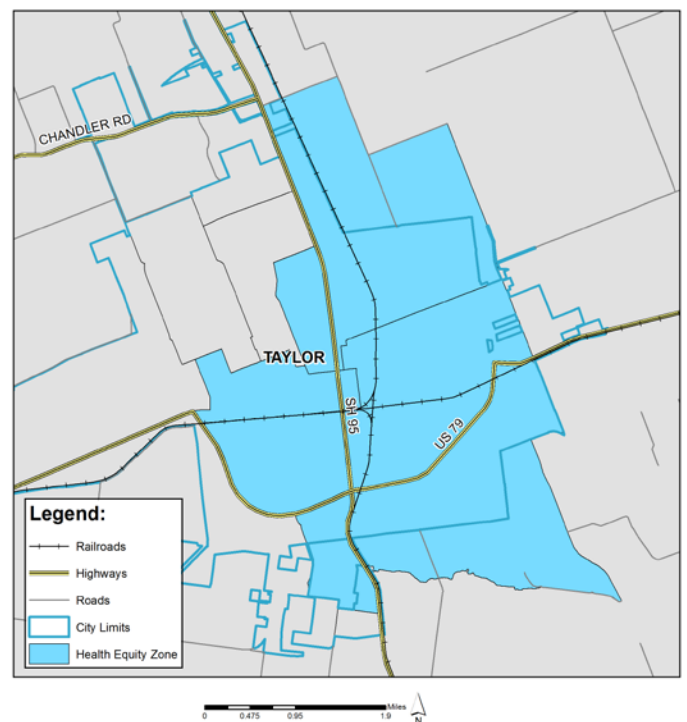 CHANDLER RD
TAYLOR
SH 95
US 79
Legend:
Railroads
Highways
Roads
City Limits
Health Equity Zone
Miles
0 0.475 0.95 1.9
N